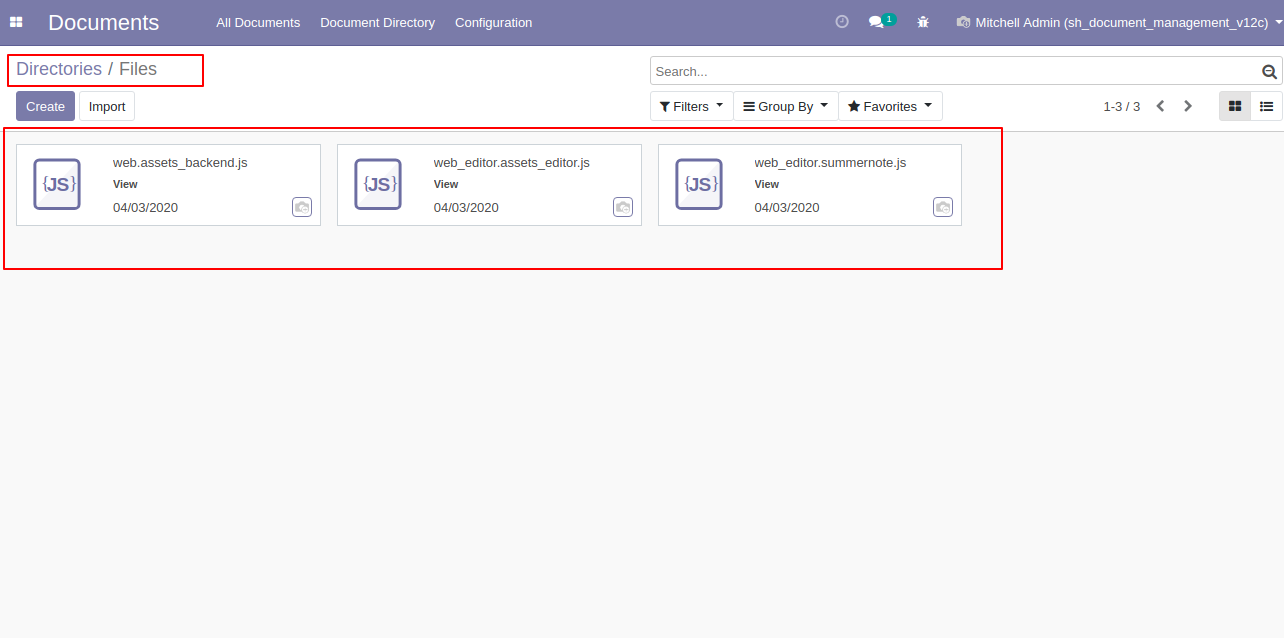 Documents All Documents Document Directory Configuration 1 Mitchell Admin (sh_document_management_v12c)
Directories / Files
Search...
Create Import Filters Group By Favorites 1-3 / 3
{JS} web.assets_backend.js
View
04/03/2020
{JS} web_editor.assets_editor.js
View
04/03/2020
{JS} web_editor.summernote.js
View
04/03/2020